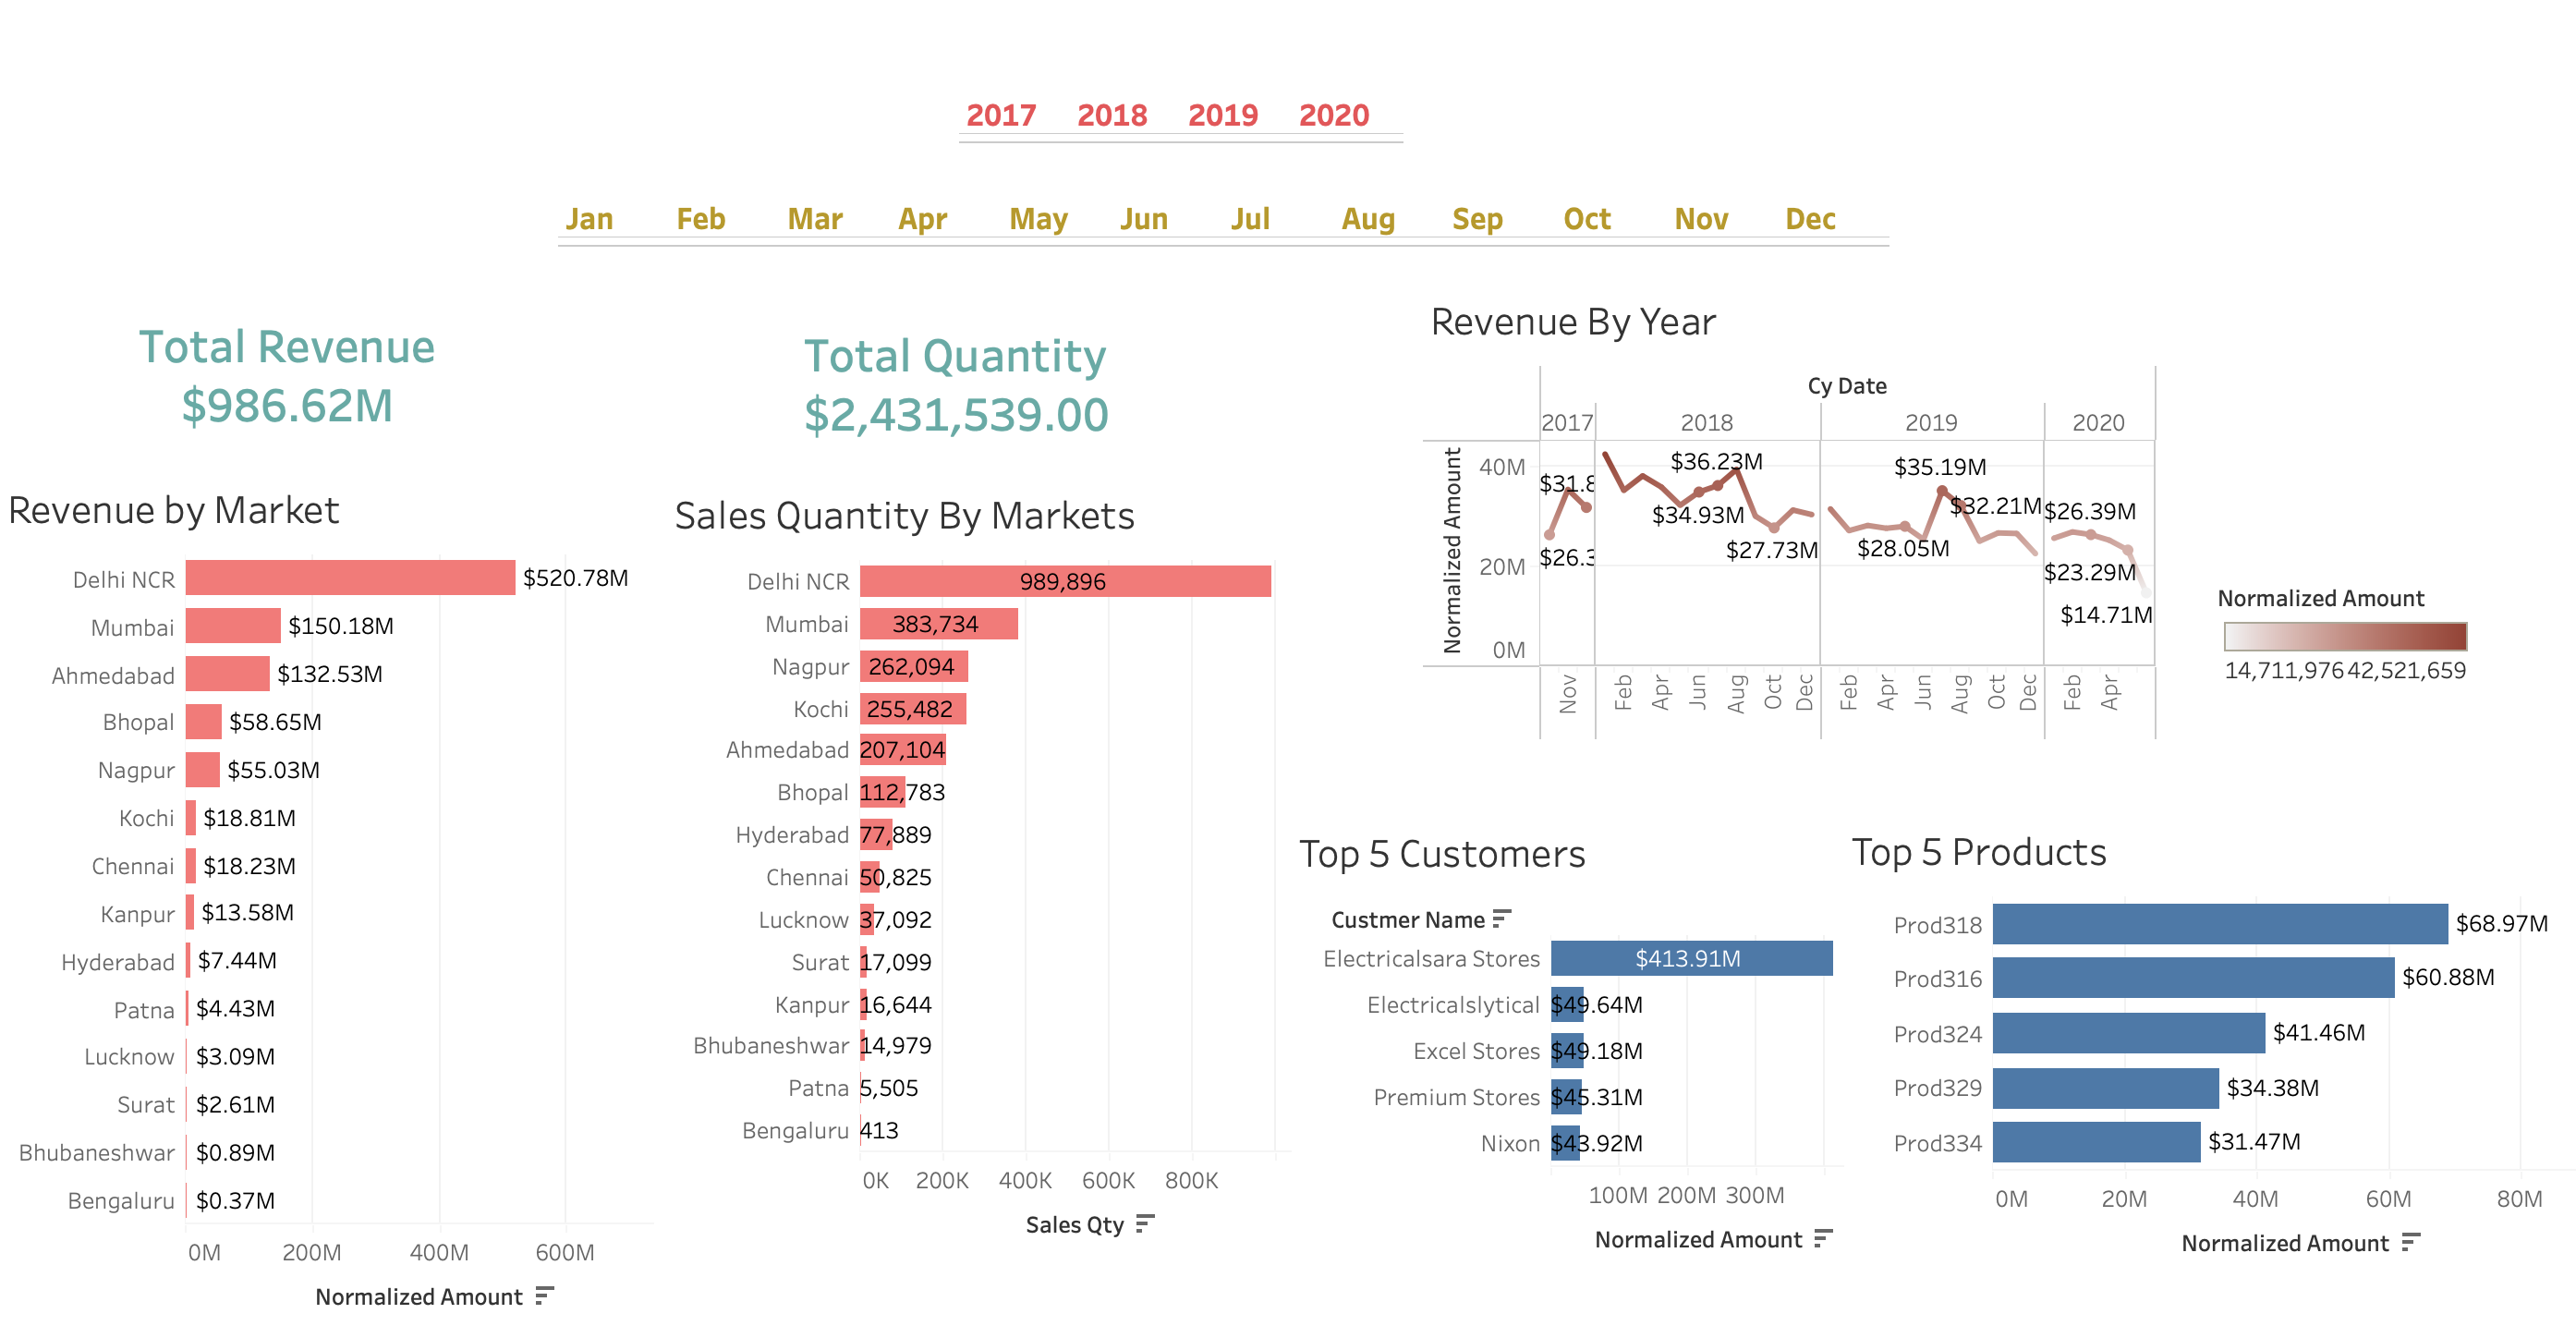 2017 2018 2019 2020
Jan Feb Mar Apr May Jun Jul Aug Sep Oct Nov Dec
Total Revenue
$986.62M
Total Quantity
$2,431,539.00
Revenue by Market
Delhi NCR $520.78M
Mumbai $150.18M
Ahmedabad $132.53M
Bhopal $58.65M
Nagpur $55.03M
Kochi $18.81M
Chennai $18.23M
Kanpur $13.58M
Hyderabad $7.44M
Patna $4.43M
Lucknow $3.09M
Surat $2.61M
Bhubaneshwar $0.89M
Bengaluru $0.37M
0M 200M 400M 600M
Normalized Amount
Sales Quantity By Markets
Delhi NCR 989,896
Mumbai 383,734
Nagpur 262,094
Kochi 255,482
Ahmedabad 207,104
Bhopal 112,783
Hyderabad 77,889
Chennai 50,825
Lucknow 37,092
Surat 17,099
Kanpur 16,644
Bhubaneshwar 14,979
Patna 5,505
Bengaluru 413
0K 200K 400K 600K 800K
Sales Qty
Revenue By Year
Cy Date
2017 2018 2019 2020
Normalized Amount
40M
20M
0M
$31.8
$26.3
$36.23M
$34.93M
$27.73M
$35.19M
$32.21M
$28.05M
$26.39M
$23.29M
$14.71M
Nov Feb Apr Jun Aug Oct Dec Feb Apr Jun Aug Oct Dec Feb Apr
Normalized Amount
14,711,976 42,521,659
Top 5 Customers
Custmer Name
Electricalsara Stores $413.91M
Electricalslytical $49.64M
Excel Stores $49.18M
Premium Stores $45.31M
Nixon $43.92M
100M 200M 300M
Normalized Amount
Top 5 Products
Prod318 $68.97M
Prod316 $60.88M
Prod324 $41.46M
Prod329 $34.38M
Prod334 $31.47M
0M 20M 40M 60M 80M
Normalized Amount